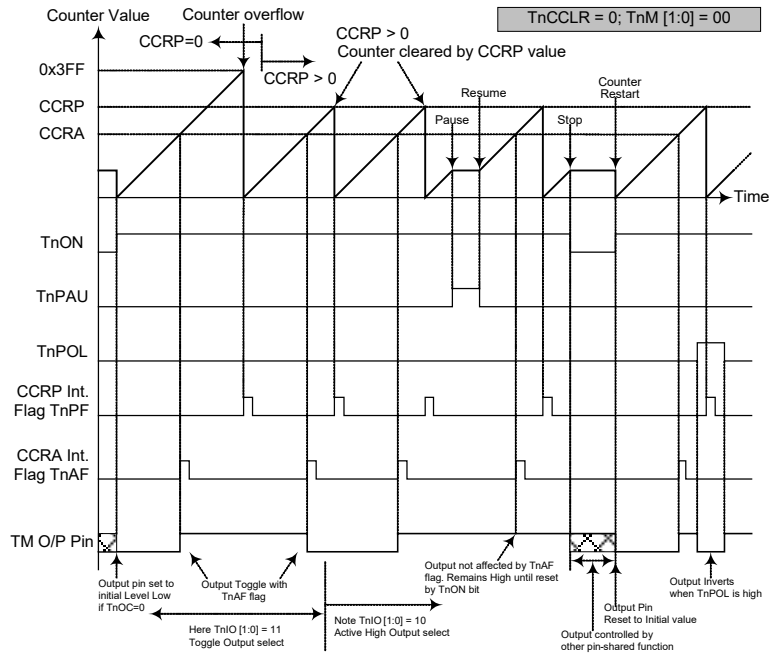 Counter Value
Counter overflow
TnCCLR = 0; TnM [1:0] = 00
CCRP=0
CCRP > 0
CCRP > 0
Counter cleared by CCRP value
0x3FF
CCRP
CCRA
Pause
Resume
Stop
Counter
Restart
Time
TnON
TnPAU
TnPOL
CCRP Int.
Flag TnPF
CCRA Int.
Flag TnAF
TM O/P Pin
Output pin set to
initial Level Low
if TnOC=0
Output Toggle with
TnAF flag
Output not affected by TnAF
flag. Remains High until reset
by TnON bit
Output Inverts
when TnPOL is high
Output Pin
Reset to Initial value
Here TnIO [1:0] = 11
Toggle Output select
Note TnIO [1:0] = 10
Active High Output select
Output controlled by
other pin-shared function